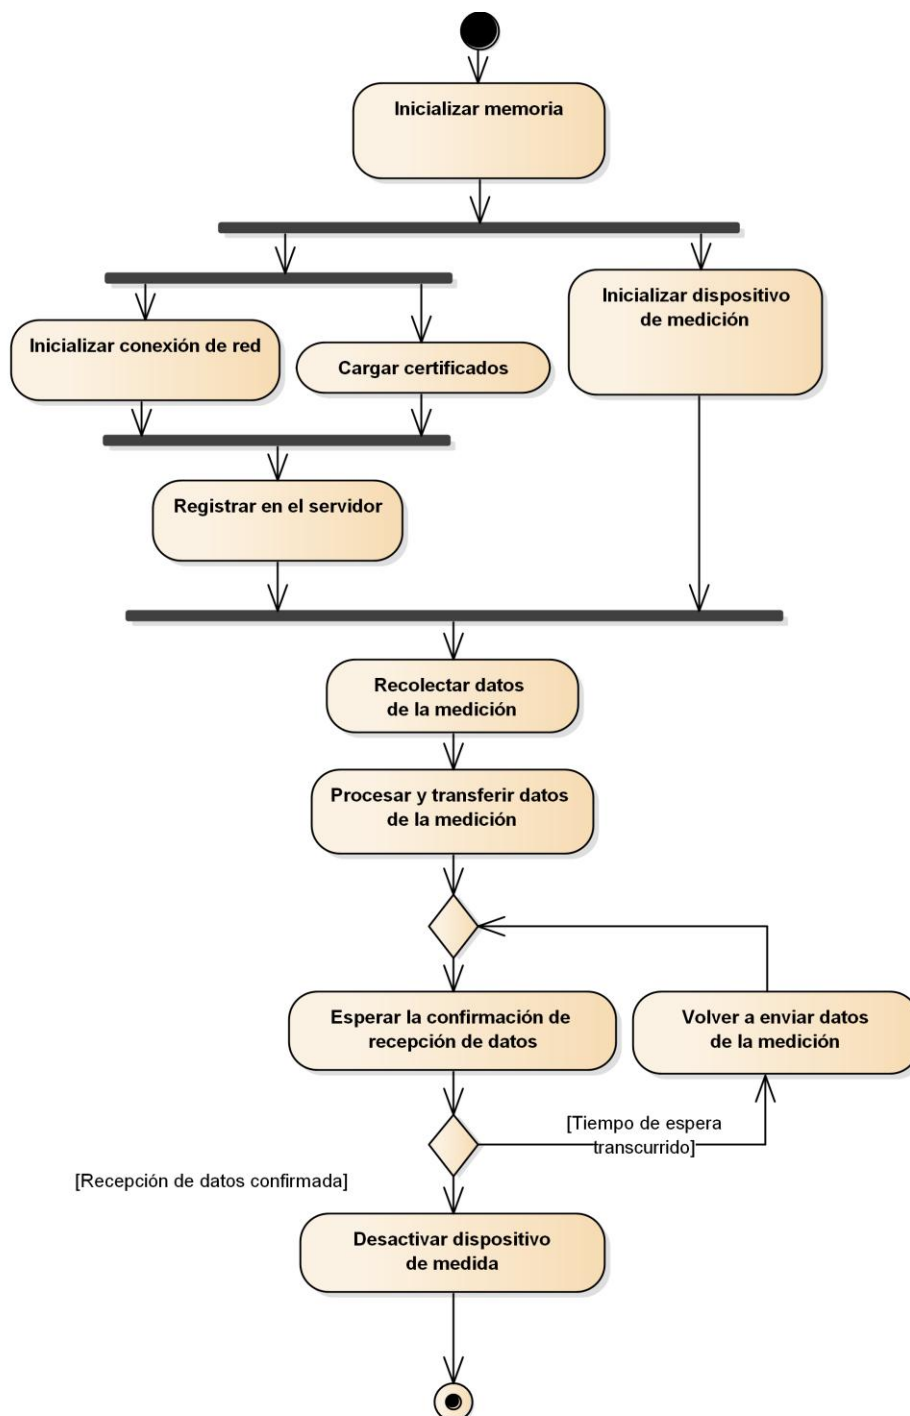 Inicializar memoria
Inicializar dispositivo
de medición
Inicializar conexión de red
Cargar certificados
Registrar en el servidor
Recolectar datos
de la medición
Procesar y transferir datos
de la medición
Esperar la confirmación de
recepción de datos
Volver a enviar datos
de la medición
[Tiempo de espera
transcurrido]
[Recepción de datos confirmada]
Desactivar dispositivo
de medida